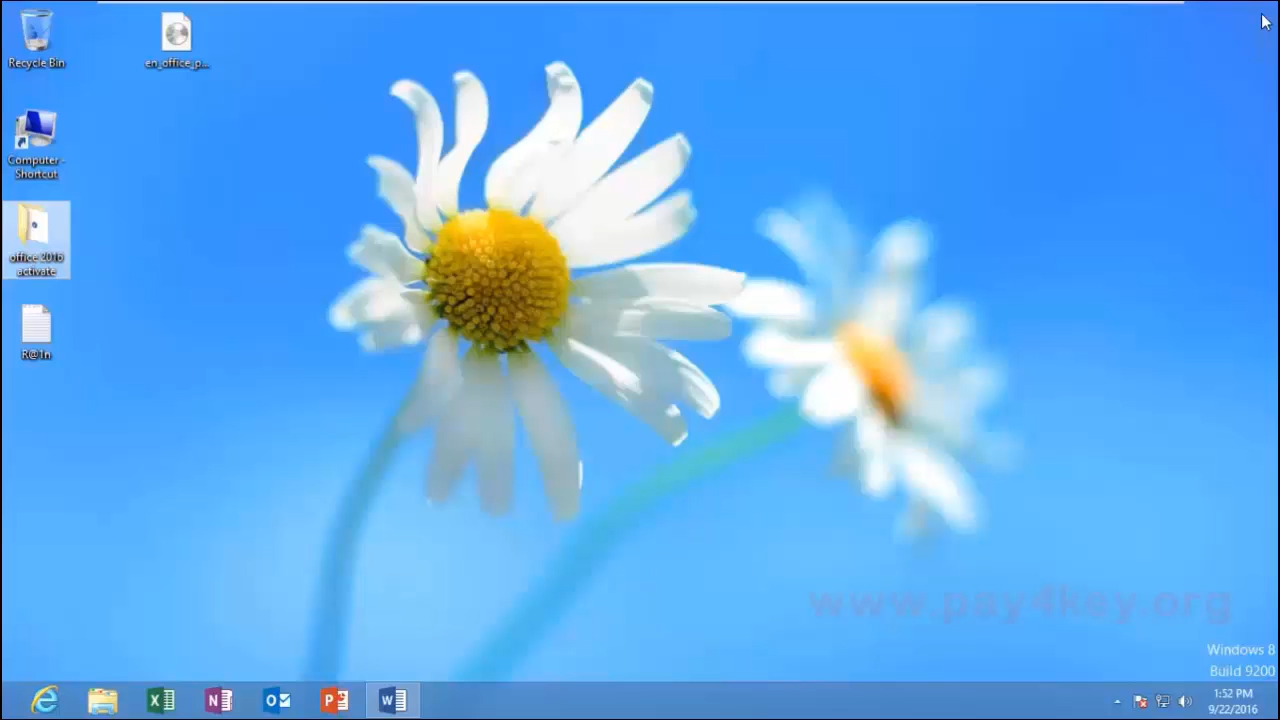 Recycle Bin
en_office_p...
Computer -
Shortcut
office 2016
activate
R@1n
www.pay4key.org
Windows 8
Build 9200
1:52 PM
9/22/2016